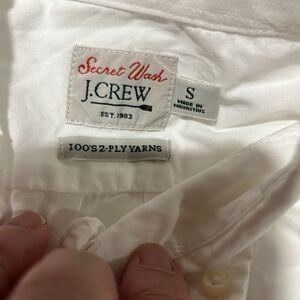 Secret Wash
J.CREW
EST. 1983
S
MADE IN
MAURITIUS
100'S 2-PLY YARNS